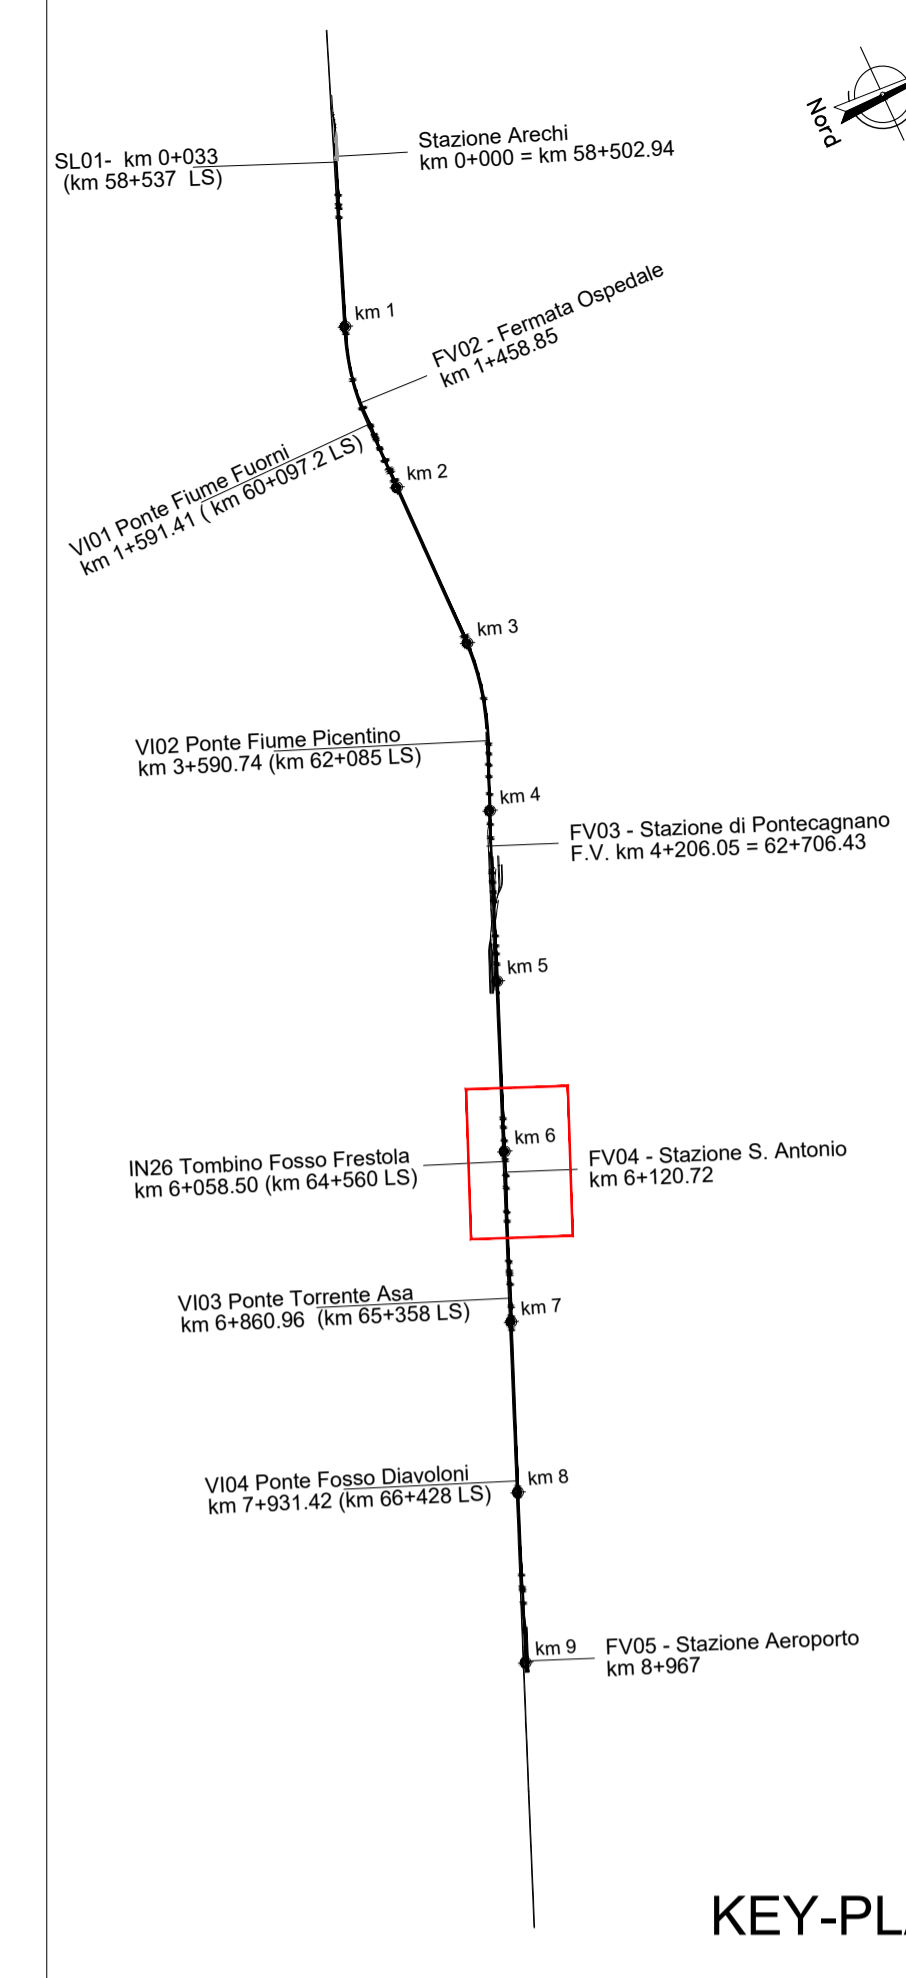 Nord
SL01- km 0+033
(km 58+537 LS)
Stazione Arechi
km 0+000 = km 58+502.94
km 1
FV02 - Fermata Ospedale
km 1+458.85
VI01 Ponte Fiume Fuorni
km 1+591.41 ( km 60+097.2 LS)
km 2
km 3
VI02 Ponte Fiume Picentino
km 3+590.74 (km 62+085 LS)
km 4
FV03 - Stazione di Pontecagnano
F.V. km 4+206.05 = 62+706.43
km 5
km 6
IN26 Tombino Fosso Frestola
km 6+058.50 (km 64+560 LS)
FV04 - Stazione S. Antonio
km 6+120.72
VI03 Ponte Torrente Asa
km 6+860.96 (km 65+358 LS)
km 7
VI04 Ponte Fosso Diavoloni
km 7+931.42 (km 66+428 LS)
km 8
km 9
FV05 - Stazione Aeroporto
km 8+967
KEY-PL